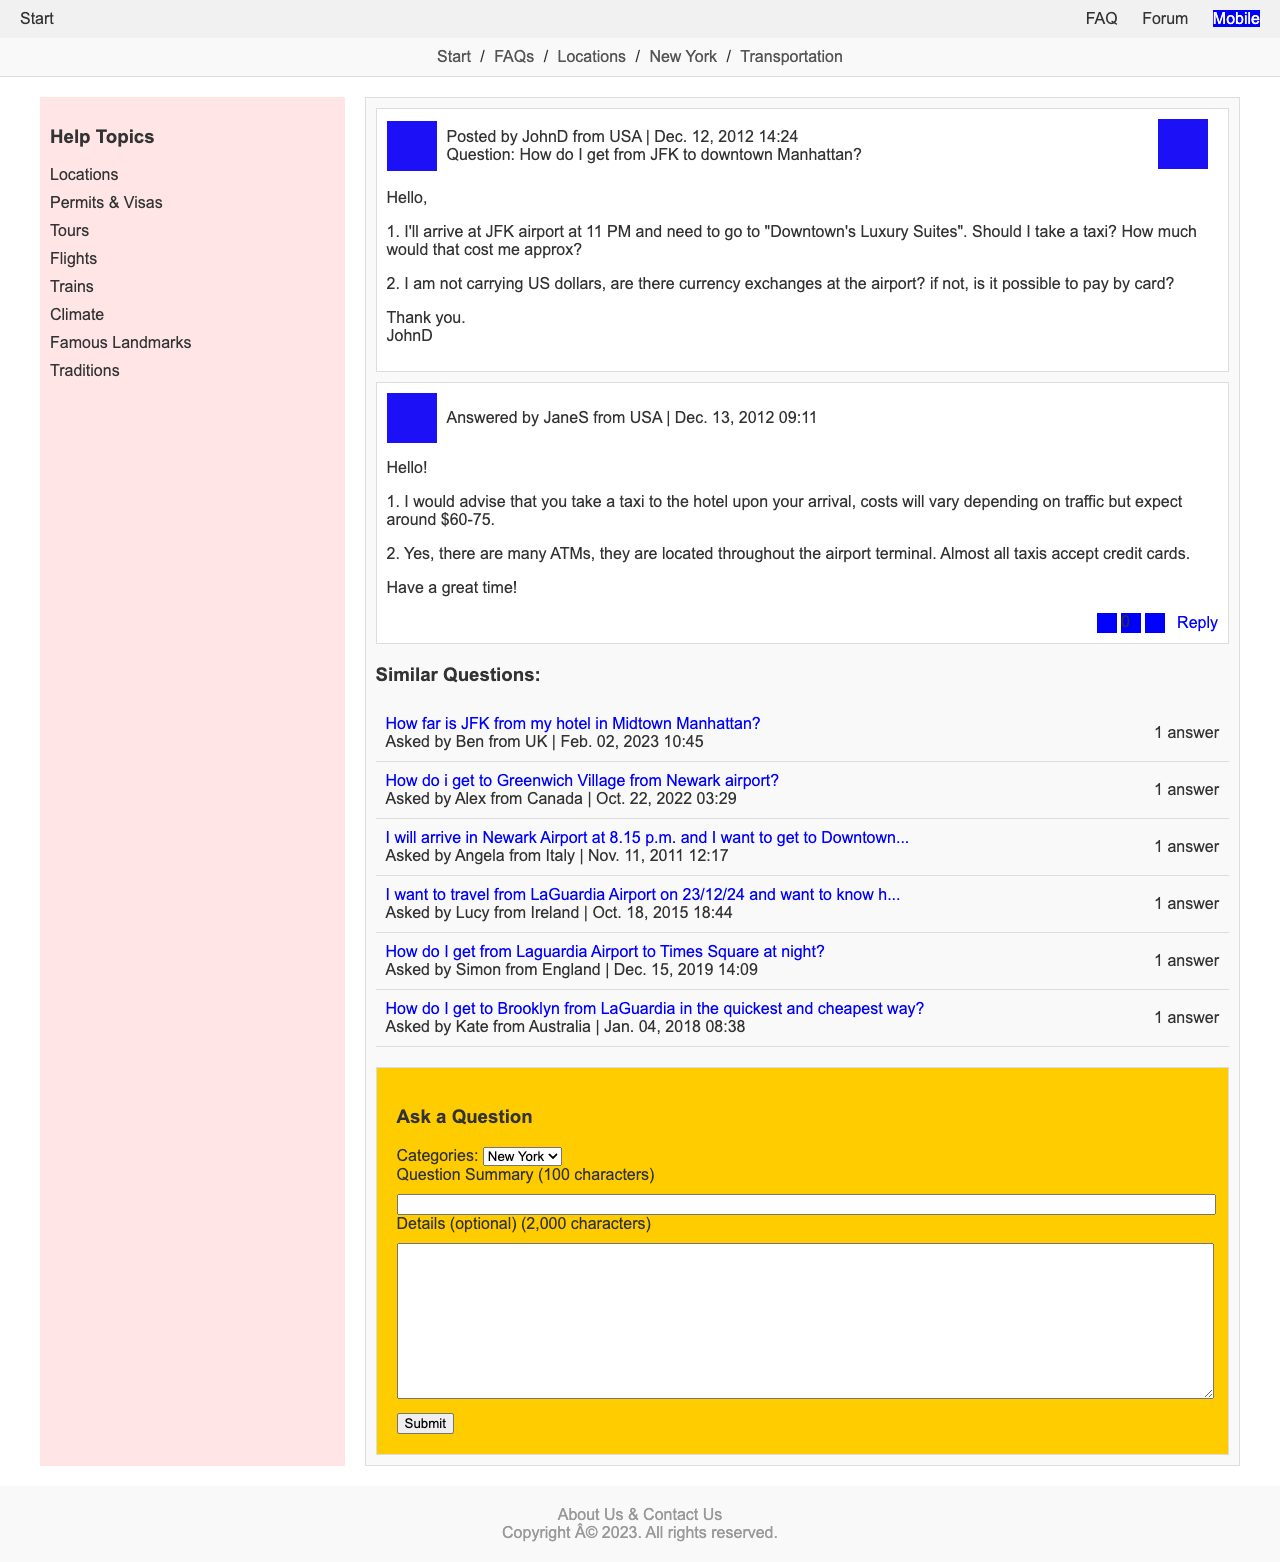 Start
FAQ Forum Mobile
Start / FAQs / Locations / New York / Transportation
Help Topics
Locations
Permits & Visas
Tours
Flights
Trains
Climate
Famous Landmarks
Traditions
Posted by JohnD from USA | Dec. 12, 2012 14:24
Question: How do I get from JFK to downtown Manhattan?
Hello,
1. I'll arrive at JFK airport at 11 PM and need to go to "Downtown's Luxury Suites". Should I take a taxi? How much
would that cost me approx?
2. I am not carrying US dollars, are there currency exchanges at the airport? if not, is it possible to pay by card?
Thank you.
JohnD
Answered by JaneS from USA | Dec. 13, 2012 09:11
Hello!
1. I would advise that you take a taxi to the hotel upon your arrival, costs will vary depending on traffic but expect
around $60-75.
2. Yes, there are many ATMs, they are located throughout the airport terminal. Almost all taxis accept credit cards.
Have a great time!
0 Reply
Similar Questions:
How far is JFK from my hotel in Midtown Manhattan?
Asked by Ben from UK | Feb. 02, 2023 10:45
1 answer
How do i get to Greenwich Village from Newark airport?
Asked by Alex from Canada | Oct. 22, 2022 03:29
1 answer
I will arrive in Newark Airport at 8.15 p.m. and I want to get to Downtown...
Asked by Angela from Italy | Nov. 11, 2011 12:17
1 answer
I want to travel from LaGuardia Airport on 23/12/24 and want to know h...
Asked by Lucy from Ireland | Oct. 18, 2015 18:44
1 answer
How do I get from Laguardia Airport to Times Square at night?
Asked by Simon from England | Dec. 15, 2019 14:09
1 answer
How do I get to Brooklyn from LaGuardia in the quickest and cheapest way?
Asked by Kate from Australia | Jan. 04, 2018 08:38
1 answer
Ask a Question
Categories: New York
Question Summary (100 characters)
Details (optional) (2,000 characters)
Submit
About Us & Contact Us
Copyright Â© 2023. All rights reserved.